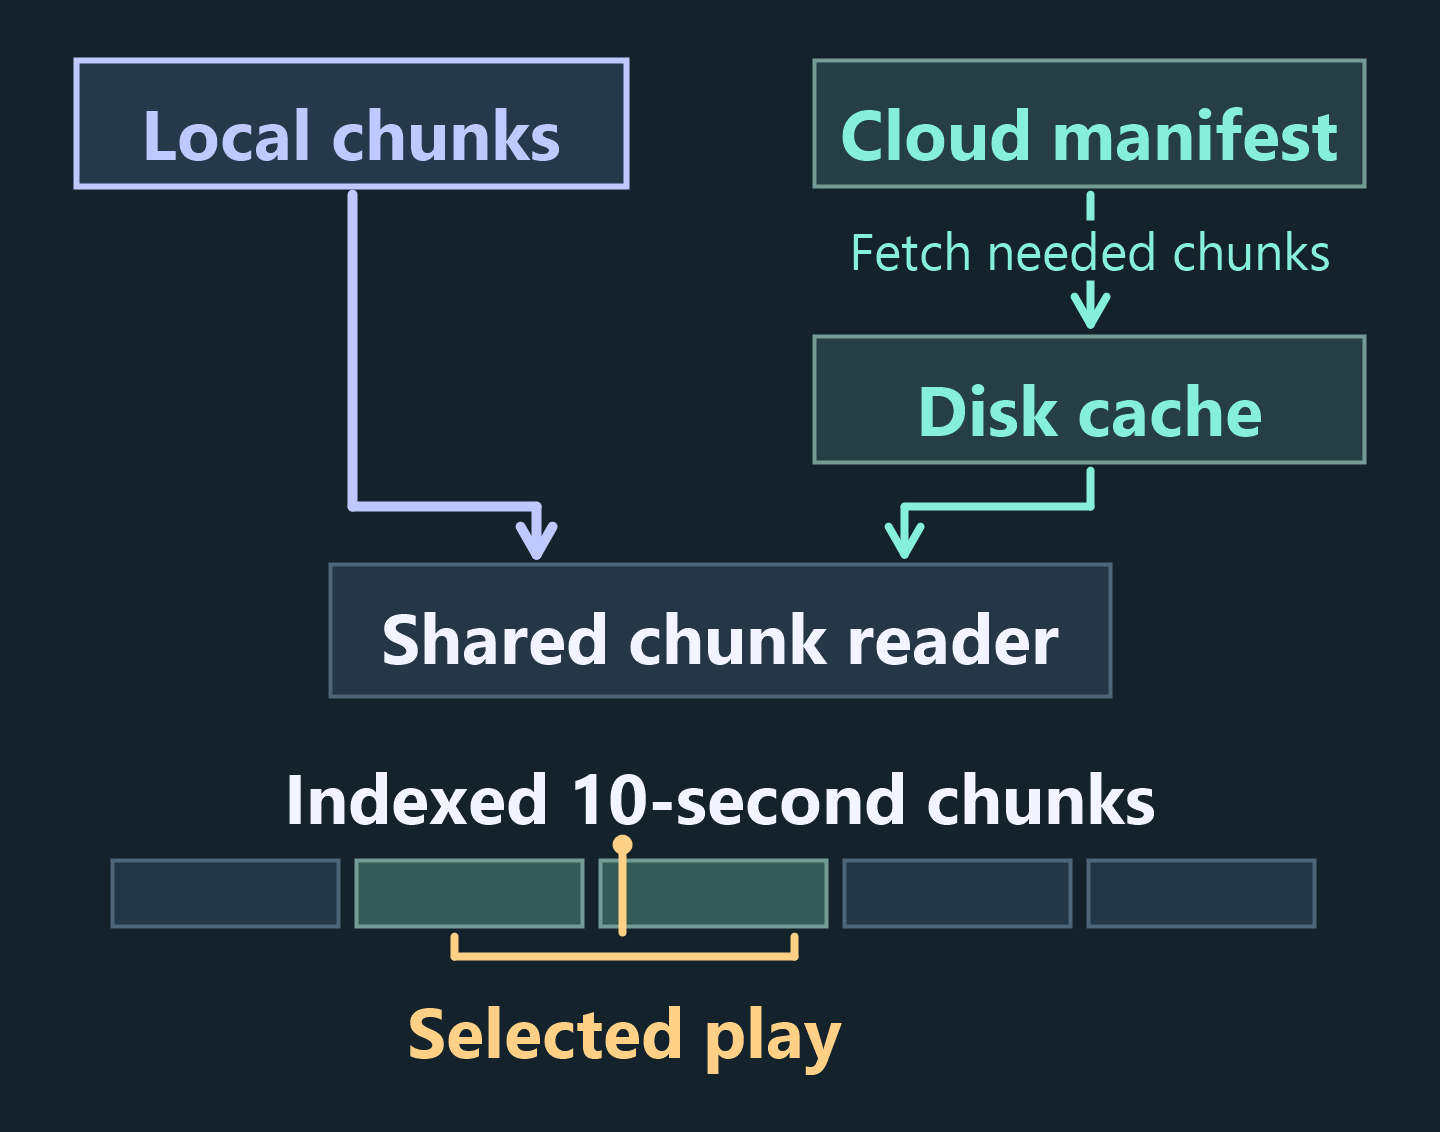 Local chunks
Cloud manifest
Fetch needed chunks
Disk cache
Shared chunk reader
Indexed 10-second chunks
Selected play